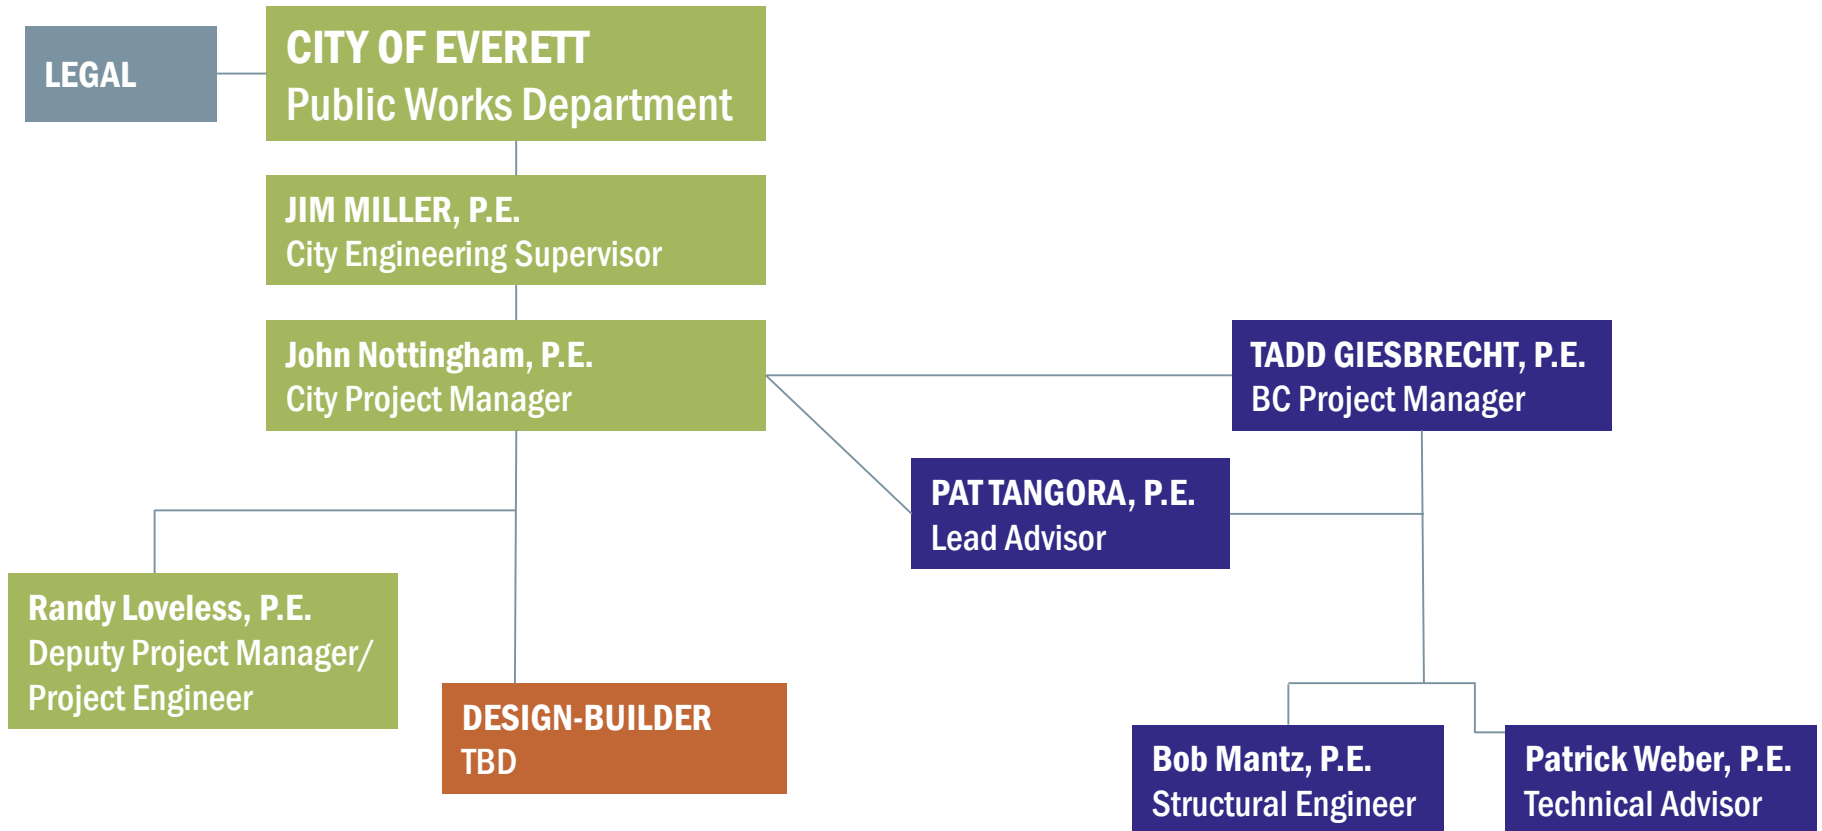 LEGAL
CITY OF EVERETT
Public Works Department
JIM MILLER, P.E.
City Engineering Supervisor
John Nottingham, P.E.
City Project Manager
TADD GIESBRECHT, P.E.
BC Project Manager
PAT TANGORA, P.E.
Lead Advisor
Randy Loveless, P.E.
Deputy Project Manager/
Project Engineer
DESIGN-BUILDER
TBD
Bob Mantz, P.E.
Structural Engineer
Patrick Weber, P.E.
Technical Advisor